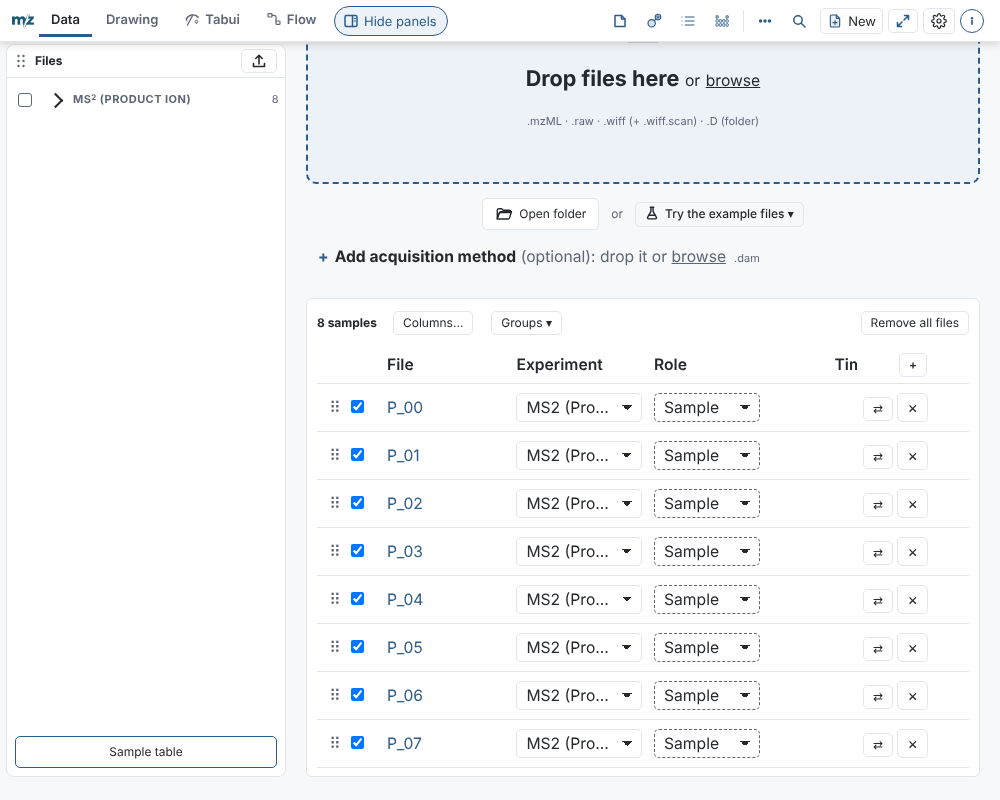 mz Data Drawing Tabui Flow Hide panels ••• New i
Files
MS² (PRODUCT ION) 8
Sample table
Drop files here or browse
.mzML · .raw · .wiff (+ .wiff.scan) · .D (folder)
Open folder or Try the example files ▾
+ Add acquisition method (optional): drop it or browse .dam
8 samples Columns... Groups ▾ Remove all files
File Experiment Role Tin +
P_00 MS2 (Pro... Sample ⇄ ×
P_01 MS2 (Pro... Sample ⇄ ×
P_02 MS2 (Pro... Sample ⇄ ×
P_03 MS2 (Pro... Sample ⇄ ×
P_04 MS2 (Pro... Sample ⇄ ×
P_05 MS2 (Pro... Sample ⇄ ×
P_06 MS2 (Pro... Sample ⇄ ×
P_07 MS2 (Pro... Sample ⇄ ×